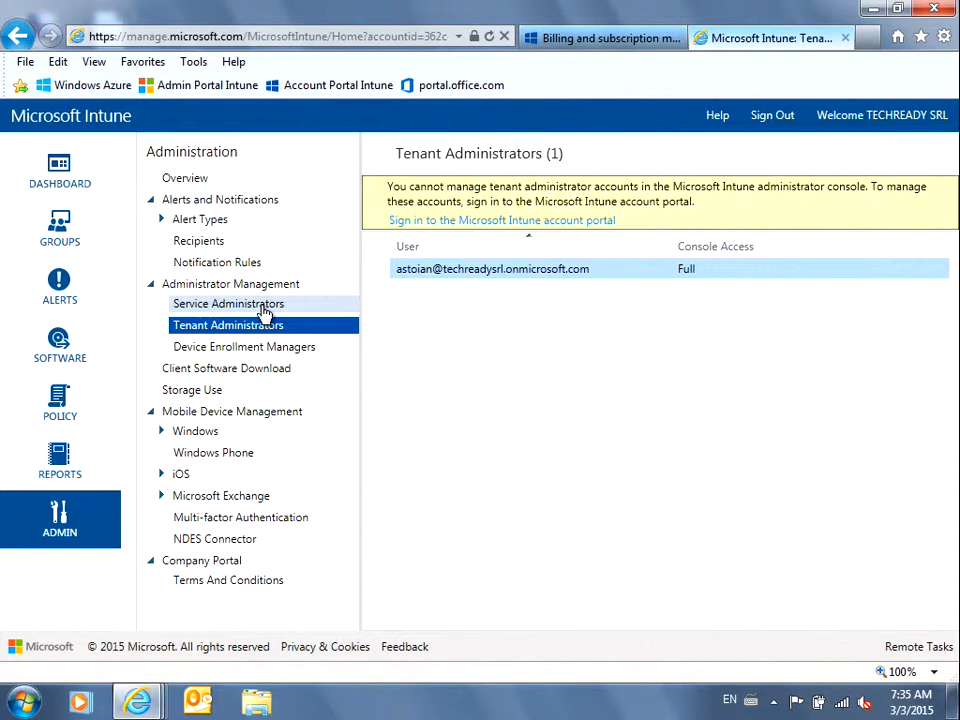 https://manage.microsoft.com/MicrosoftIntune/Home?accountid=362c
Billing and subscription m...
Microsoft Intune: Tena...
File Edit View Favorites Tools Help
Windows Azure Admin Portal Intune Account Portal Intune portal.office.com
Microsoft Intune
Help Sign Out Welcome TECHREADY SRL
DASHBOARD
GROUPS
ALERTS
SOFTWARE
POLICY
REPORTS
ADMIN
Administration
Overview
Alerts and Notifications
Alert Types
Recipients
Notification Rules
Administrator Management
Service Administrators
Tenant Administrators
Device Enrollment Managers
Client Software Download
Storage Use
Mobile Device Management
Windows
Windows Phone
iOS
Microsoft Exchange
Multi-factor Authentication
NDES Connector
Company Portal
Terms And Conditions
Tenant Administrators (1)
You cannot manage tenant administrator accounts in the Microsoft Intune administrator console. To manage
these accounts, sign in to the Microsoft Intune account portal.
Sign in to the Microsoft Intune account portal
User Console Access
astoian@techreadysrl.onmicrosoft.com Full
Microsoft © 2015 Microsoft. All rights reserved Privacy & Cookies Feedback Remote Tasks
100%
EN
7:35 AM
3/3/2015